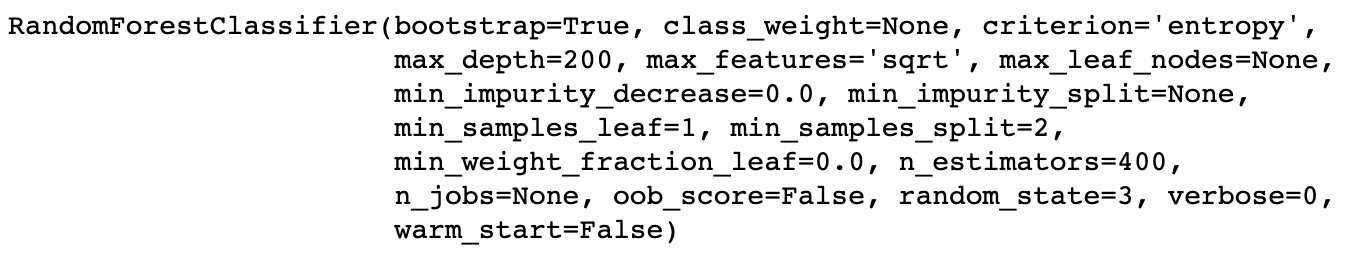 RandomForestClassifier(bootstrap=True, class_weight=None, criterion='entropy',
max_depth=200, max_features='sqrt', max_leaf_nodes=None,
min_impurity_decrease=0.0, min_impurity_split=None,
min_samples_leaf=1, min_samples_split=2,
min_weight_fraction_leaf=0.0, n_estimators=400,
n_jobs=None, oob_score=False, random_state=3, verbose=0,
warm_start=False)